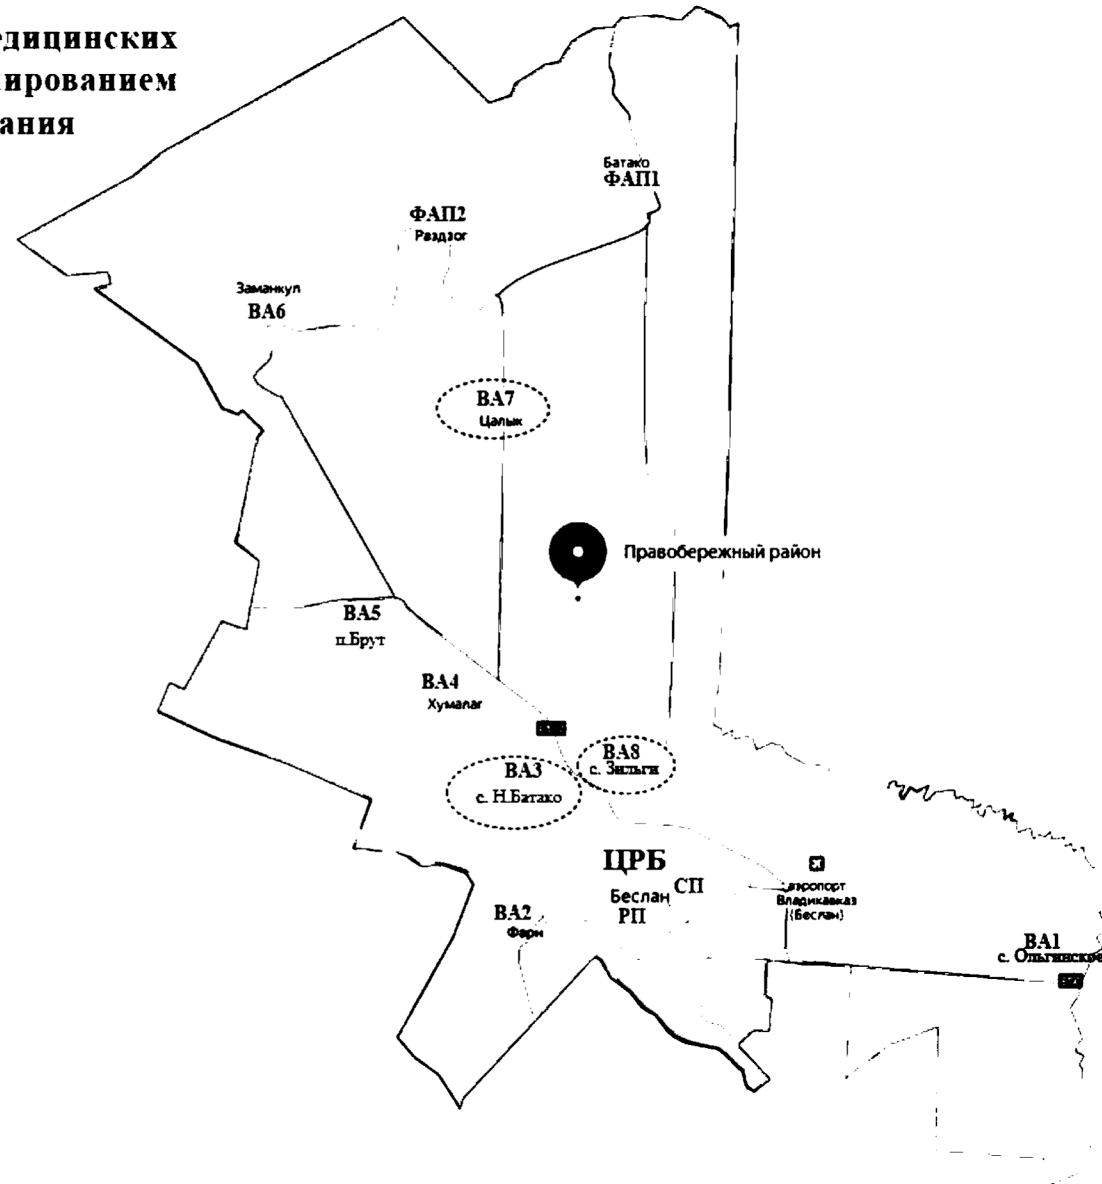 едицинских
ированием
ания
Батако
ФАП1
ФАП2
Раздзог
Заманкул
ВА6
ВА7
Цалык
Правобережный район
ВА5
п.Брут
ВА4
Хумалаг
ВА8
с. Зильги
ВА3
с. Н.Батако
ЦРБ
Беслан СП
РП
аэропорт
Владикавказ
(Беслан)
ВА2
Фарн
ВА1
с. Ольгинское